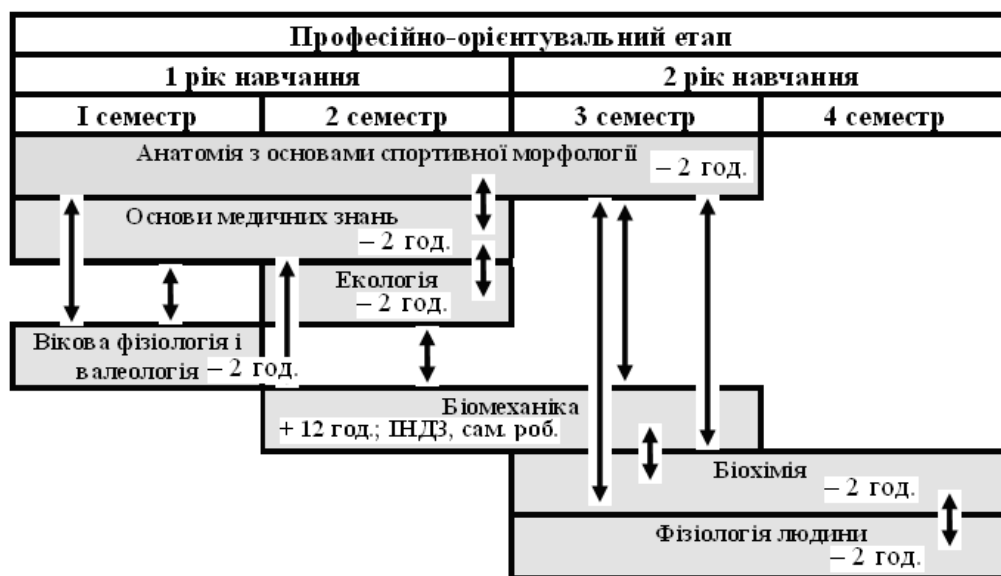 Професійно-орієнтувальний етап
1 рік навчання
2 рік навчання
І семестр
2 семестр
3 семестр
4 семестр
Анатомія з основами спортивної морфології
– 2 год.
Основи медичних знань
– 2 год.
Екологія
– 2 год.
Вікова фізіологія і
валеологія – 2 год.
Біомеханіка
+ 12 год.; ІНДЗ, сам. роб.
Біохімія
– 2 год.
Фізіологія людини
– 2 год.